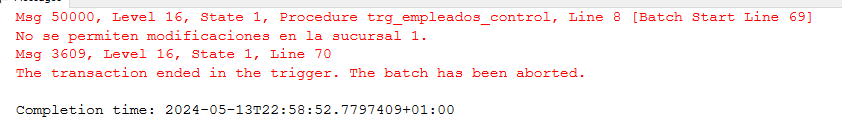 Msg 50000, Level 16, State 1, Procedure trg_empleados_control, Line 8 [Batch Start Line 69]
No se permiten modificaciones en la sucursal 1.
Msg 3609, Level 16, State 1, Line 70
The transaction ended in the trigger. The batch has been aborted.
Completion time: 2024-05-13T22:58:52.7797409+01:00